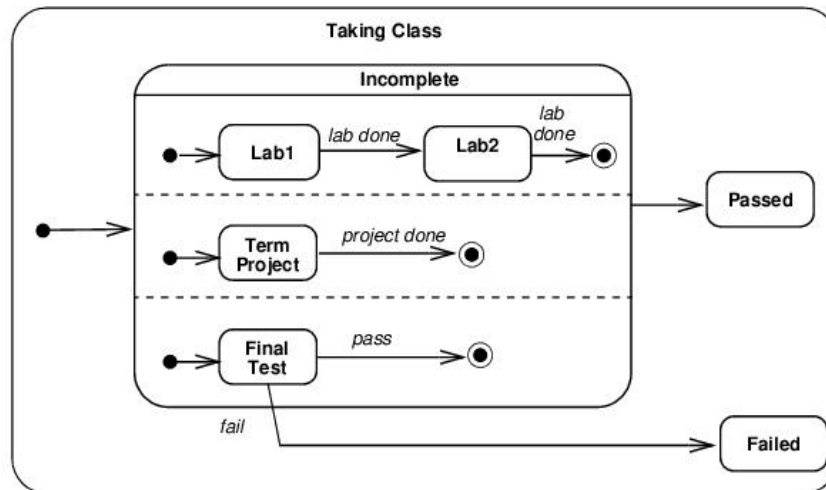 Taking Class
Incomplete
Lab1
lab done
Lab2
lab
done
Passed
Term
Project
project done
Final
Test
pass
fail
Failed